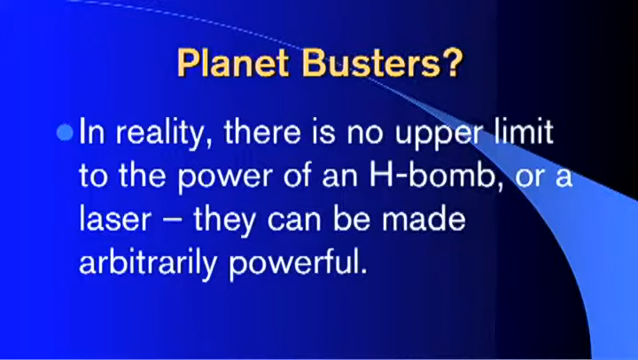 Planet Busters?
In reality, there is no upper limit
to the power of an H-bomb, or a
laser – they can be made
arbitrarily powerful.